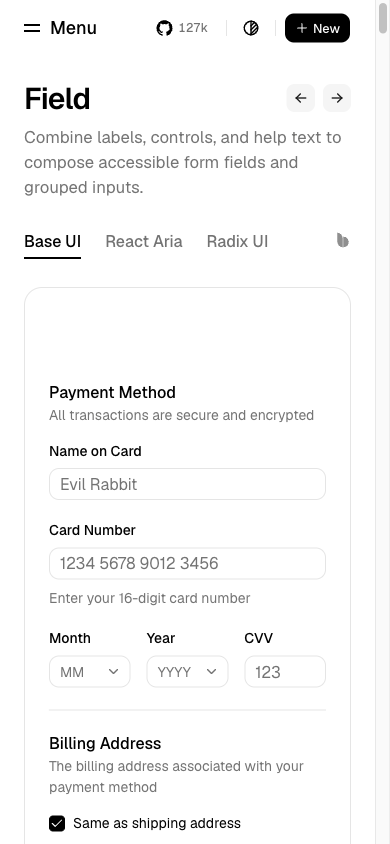 Menu
127k
New
Field
Combine labels, controls, and help text to
compose accessible form fields and
grouped inputs.
Base UI
React Aria
Radix UI
Payment Method
All transactions are secure and encrypted
Name on Card
Evil Rabbit
Card Number
1234 5678 9012 3456
Enter your 16-digit card number
Month
Year
CVV
MM
YYYY
123
Billing Address
The billing address associated with your
payment method
Same as shipping address